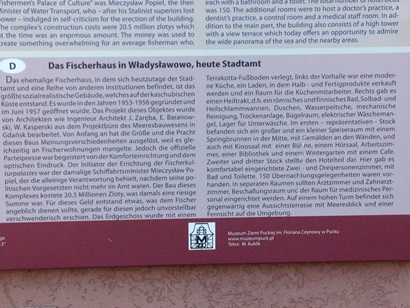 Fishermen's Palace of Culture" was Mieczysław Popiel, the then
Minister of Water Transport, who - after his Stalinist superiors lost
power - indulged in self-criticism for the erection of the building.
The complex's construction costs were 20.5 million zlotys which
at the time was an enormous amount. The money was used to
create something overwhelming for an average fisherman who,
each with a bathroom and a toilet. The total number of
was 150. The additional rooms were to host a doctor's practice, a
dentist's practice, a control room and a medical staff room. In ad-
dition to the main part, the building also consists of a high tower
with a view terrace which today offers an opportunity to admire
the wide panorama of the sea and the nearby areas.
D
Das Fischerhaus in Władysławowo, heute Stadtamt
Das ehemalige Fischerhaus, in dem sich heutzutage der Stadt-
amt und eine Reihe von anderen Institutionen befindet, ist das
größte sozialrealistische Gebäude, welches auf der kaschubischen
Küste entstand. Es wurde in den Jahren 1953-1956 gegründet und
im Juni 1957 geöffnet wurde. Das Projekt dieses Objektes wurde
von Architekten wie Ingenieur Architekt J. Zaręba, E. Baranow-
ski, W. Kasperski aus dem Projektbüro des Meeresbauwesens in
Gdańsk bearbeitet. Von Anfang an hat die Größe und die Pracht
dieses Baus Meinungsverschiedenheiten ausgelöst, weil es gle-
ichzeitig an Fischerwohnungen mangelte. Jedoch die offizielle
Parteipresse war begeistert von der Komforteinrichtung und dem
optischen Eindruck. Der Initiator der Errichtung der Fischerkul-
turpalastes war der damalige Schiffahrtsminister Mieczysław Po-
piel, der die alleinige Verantwortung behielt, nachdem seine po-
litischen Vorgesetzten nicht mehr im Amt waren. Der Bau dieses
Komplexes kostete 20,5 Millionen Zloty, was damals eine riesige
Summe war. Für dieses Geld entstand etwas, was dem Fischer
angeblich dienen sollte, gerade für diesen jedoch unvorstellbar
verschwenderisch erschien. Das Erdgeschoss wurde mit einem
Terrakotta-Fußboden verlegt, links der Vorhalle war eine moder-
ne Küche, ein Laden, in dem Halb - und Fertigprodukte verkauft
werden und ein Raum für die Küchenmitarbeiter. Rechts gab es
einen Heiltrakt, d.h. ein römisches und finnisches Bad, Solbad- und
Heilschlammwannen, Duschen, Wasserpeitsche, mechanische
Reinigung, Trockenanlage, Bügelraum, elektrischer Wäscheman-
gel, Lager für Unterwäsche. Im ersten - repräsentativen - Stock
befanden sich ein großer und ein kleiner Speiseraum mit einem
Springbrunnen in der Mitte, mit Gemälden an den Wänden, und
auch mit Kinosaal mit einer Bühne, einem Hörsaal, Arbeitszim-
mer, einer Bibliothek und einem Wintergarten mit einem Cafe.
Zweiter und dritter Stock stellten den Hotelteil dar. Hier gab es
komfortabel eingerichtete Zwei - und Dreipersonenzimmer, mit
Bad und Toilette. 150 Übernachtungsgelegenheiten waren vor-
handen. In separaten Räumen sollten Arztzimmer und Zahnarzt-
zimmer, Beschallungsraum und der Raum für medizinisches Per-
sonal eingerichtet werden. Auf einem hohen Turm befindet sich
gegenwärtig eine Aussichtsterrasse mit Meeresblick und einer
Fernsicht auf die Umgebung.
Muzeum Ziemi Puckiej im. Floriana Ceynowy w Pucku
www.muzeumpuck.pl
Tekst: M. Kuklik